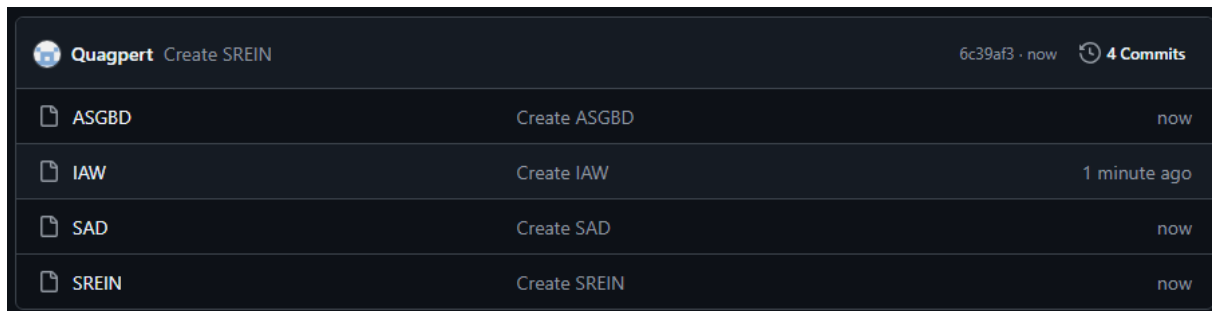 Quagpert Create SREIN 6c39af3 · now 4 Commits
ASGBD Create ASGBD now
IAW Create IAW 1 minute ago
SAD Create SAD now
SREIN Create SREIN now